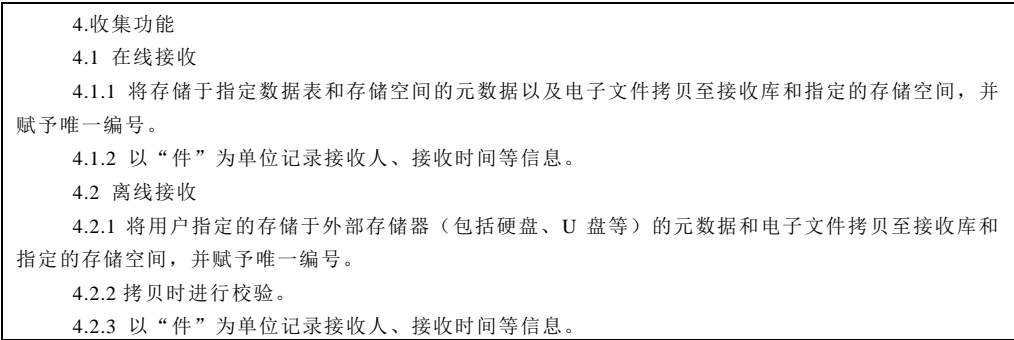 4.收集功能
4.1 在线接收
4.1.1 将存储于指定数据表和存储空间的元数据以及电子文件拷贝至接收库和指定的存储空间，并
赋予唯一编号。
4.1.2 以“件”为单位记录接收人、接收时间等信息。
4.2 离线接收
4.2.1 将用户指定的存储于外部存储器（包括硬盘、U 盘等）的元数据和电子文件拷贝至接收库和
指定的存储空间，并赋予唯一编号。
4.2.2 拷贝时进行校验。
4.2.3 以“件”为单位记录接收人、接收时间等信息。